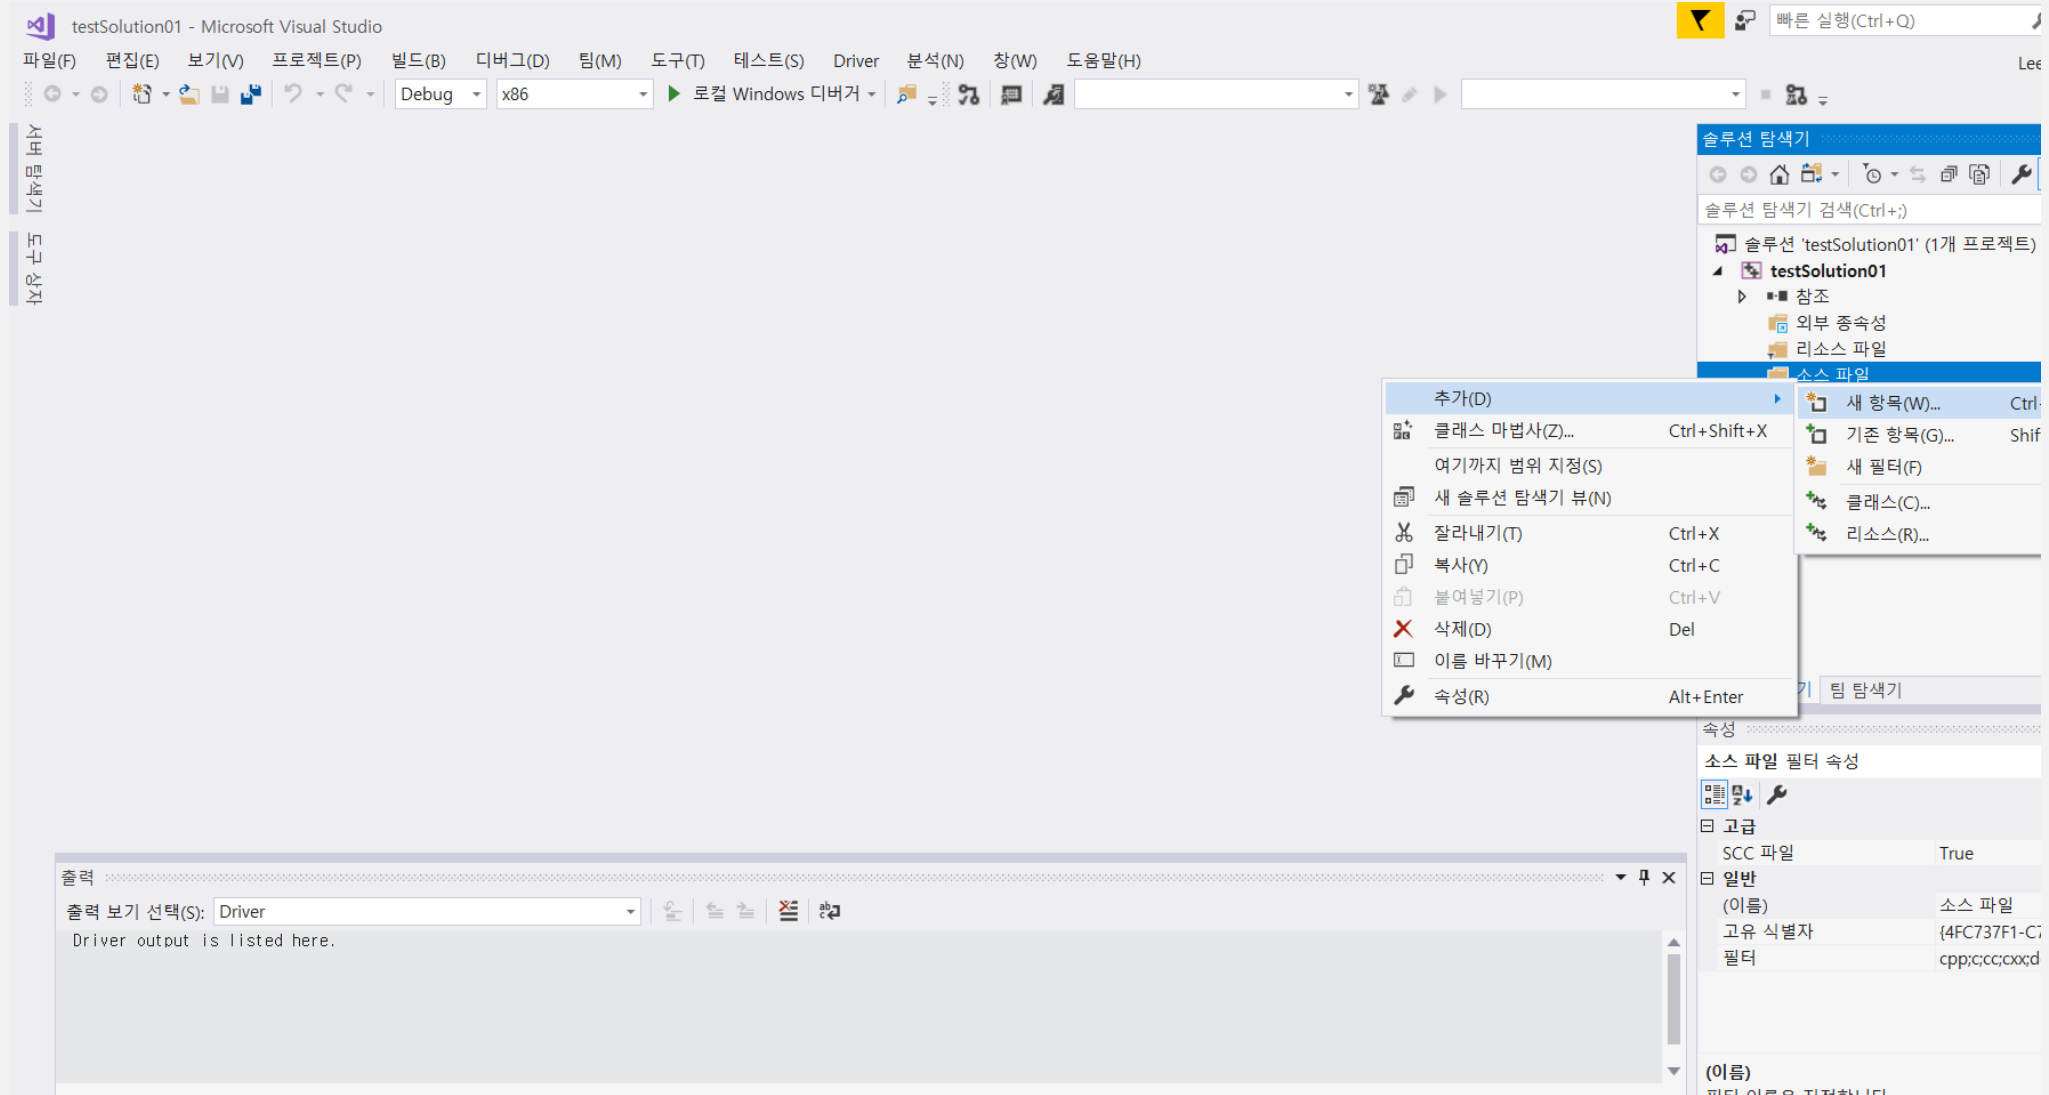 testSolution01 - Microsoft Visual Studio
빠른 실행(Ctrl+Q)
파일(F) 편집(E) 보기(V) 프로젝트(P) 빌드(B) 디버그(D) 팀(M) 도구(T) 테스트(S) Driver 분석(N) 창(W) 도움말(H)
Lee
Debug x86 로컬 Windows 디버거
서버 탐색기
도구 상자
솔루션 탐색기
솔루션 탐색기 검색(Ctrl+;)
솔루션 'testSolution01' (1개 프로젝트)
testSolution01
참조
외부 종속성
리소스 파일
소스 파일
추가(D)
클래스 마법사(Z)... Ctrl+Shift+X
여기까지 범위 지정(S)
새 솔루션 탐색기 뷰(N)
잘라내기(T) Ctrl+X
복사(Y) Ctrl+C
붙여넣기(P) Ctrl+V
삭제(D) Del
이름 바꾸기(M)
속성(R) Alt+Enter
새 항목(W)... Ctrl+
기존 항목(G)... Shif
새 필터(F)
클래스(C)...
리소스(R)...
기 팀 탐색기
속성
소스 파일 필터 속성
고급
SCC 파일 True
일반
(이름) 소스 파일
고유 식별자 {4FC737F1-C7
필터 cpp;c;cc;cxx;d
(이름)
출력
출력 보기 선택(S): Driver
Driver output is listed here.